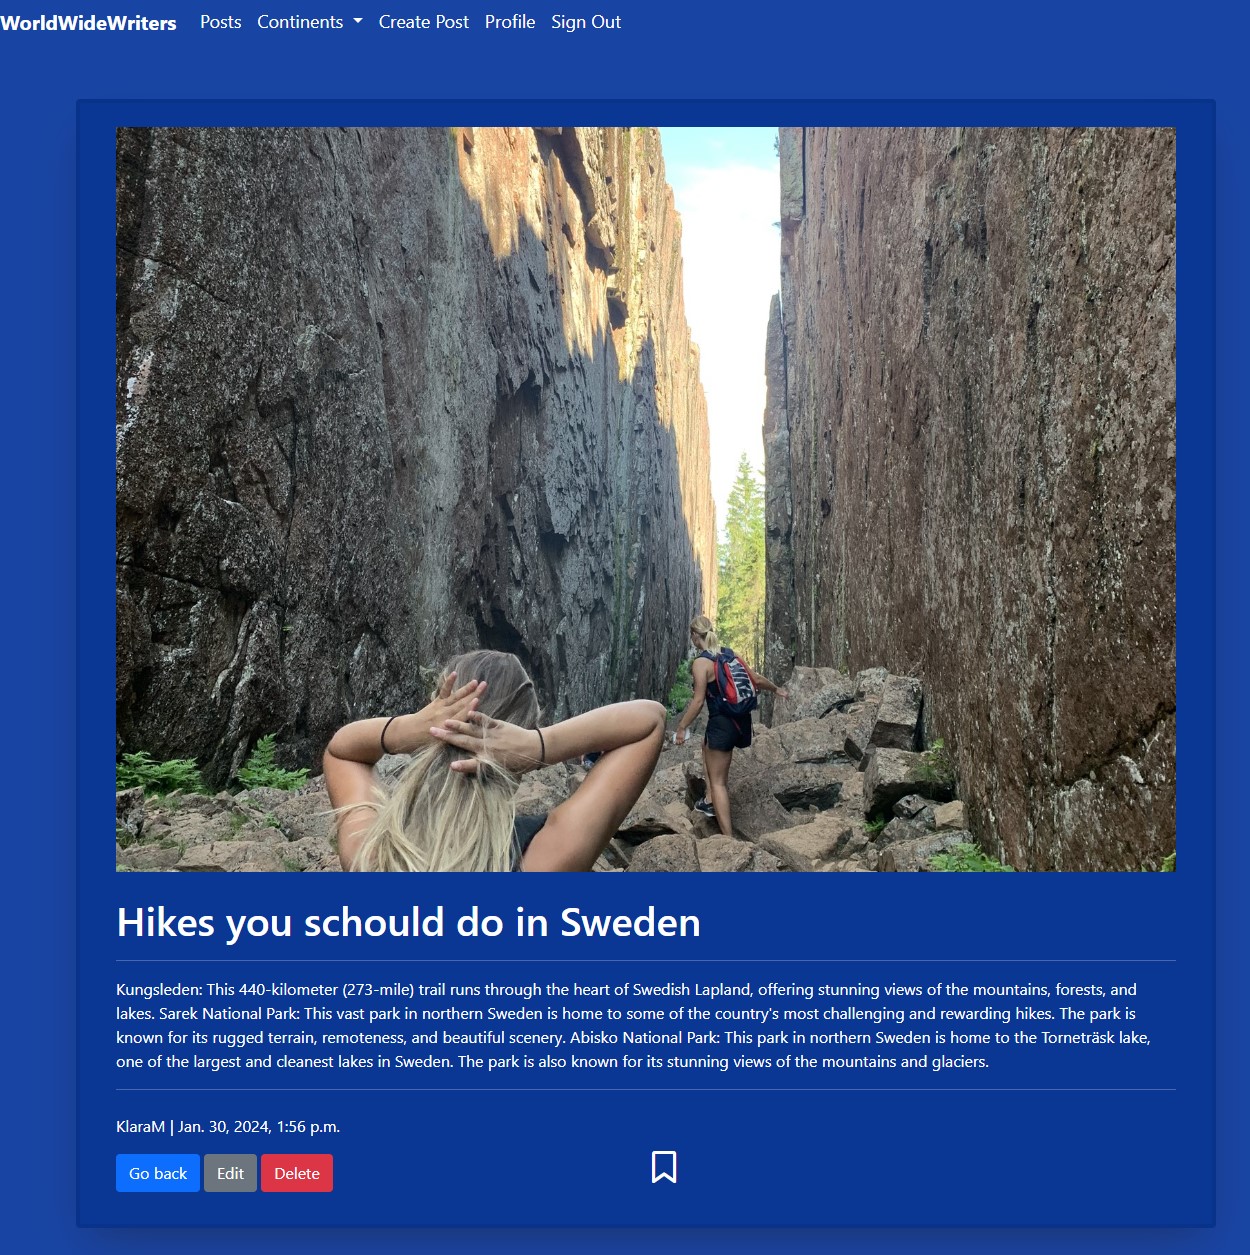 WorldWideWriters Posts Continents Create Post Profile Sign Out
Hikes you schould do in Sweden
Kungsleden: This 440-kilometer (273-mile) trail runs through the heart of Swedish Lapland, offering stunning views of the mountains, forests, and
lakes. Sarek National Park: This vast park in northern Sweden is home to some of the country's most challenging and rewarding hikes. The park is
known for its rugged terrain, remoteness, and beautiful scenery. Abisko National Park: This park in northern Sweden is home to the Torneträsk lake,
one of the largest and cleanest lakes in Sweden. The park is also known for its stunning views of the mountains and glaciers.
KlaraM | Jan. 30, 2024, 1:56 p.m.
Go back Edit Delete